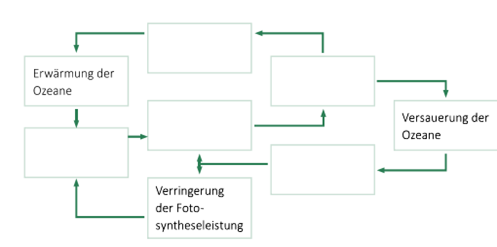 Erwärmung der
Ozeane
Versauerung der
Ozeane
Verringerung
der Foto-
syntheseleistung